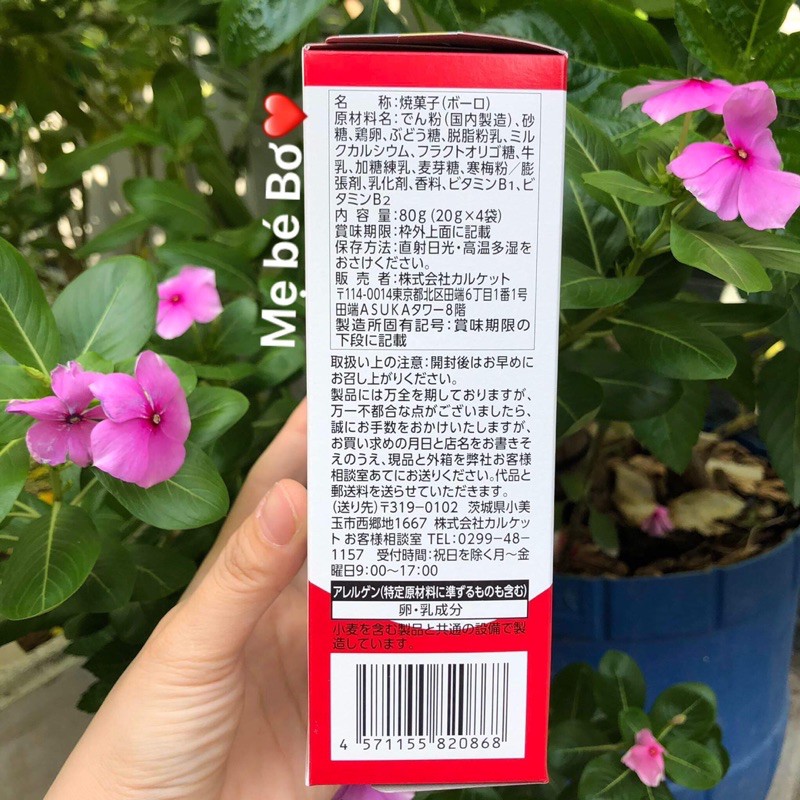 名　称:焼菓子(ボーロ)
原材料名:でん粉(国内製造)、砂
糖、鶏卵、ぶどう糖、脱脂粉乳、ミル
クカルシウム、フラクトオリゴ糖、牛
乳、加糖練乳、麦芽糖、寒梅粉／膨
張剤、乳化剤、香料、ビタミンB1、ビ
タミンB2
内 容 量:80g(20g×4袋)
賞味期限:枠外上面に記載
保存方法:直射日光・高温多湿を
おさけください。
販 売 者:株式会社カルケット
〒114-0014東京都北区田端6丁目1番1号
田端ASUKAタワー8階
製造所固有記号:賞味期限の
下段に記載
取扱い上の注意:開封後はお早めに
お召し上がりください。
製品には万全を期しておりますが、
万一不都合な点がございましたら、
誠にお手数をおかけいたしますが、
お買い求めの月日と店名をお書きそ
えのうえ、現品と外箱を弊社お客様
相談室あてにお送りください。代品と
郵送料を送らせていただきます。
(送り先)〒319-0102 茨城県小美
玉市西郷地1667 株式会社カルケッ
ト お客様相談室 TEL:0299-48-
1157 受付時間:祝日を除く月～金
曜日9:00～17:00
アレルゲン(特定原材料に準ずるものも含む)
卵・乳成分
小麦を含む製品と共通の設備で製
造しています。
4 571155 820868
Mẹ bé Bơ